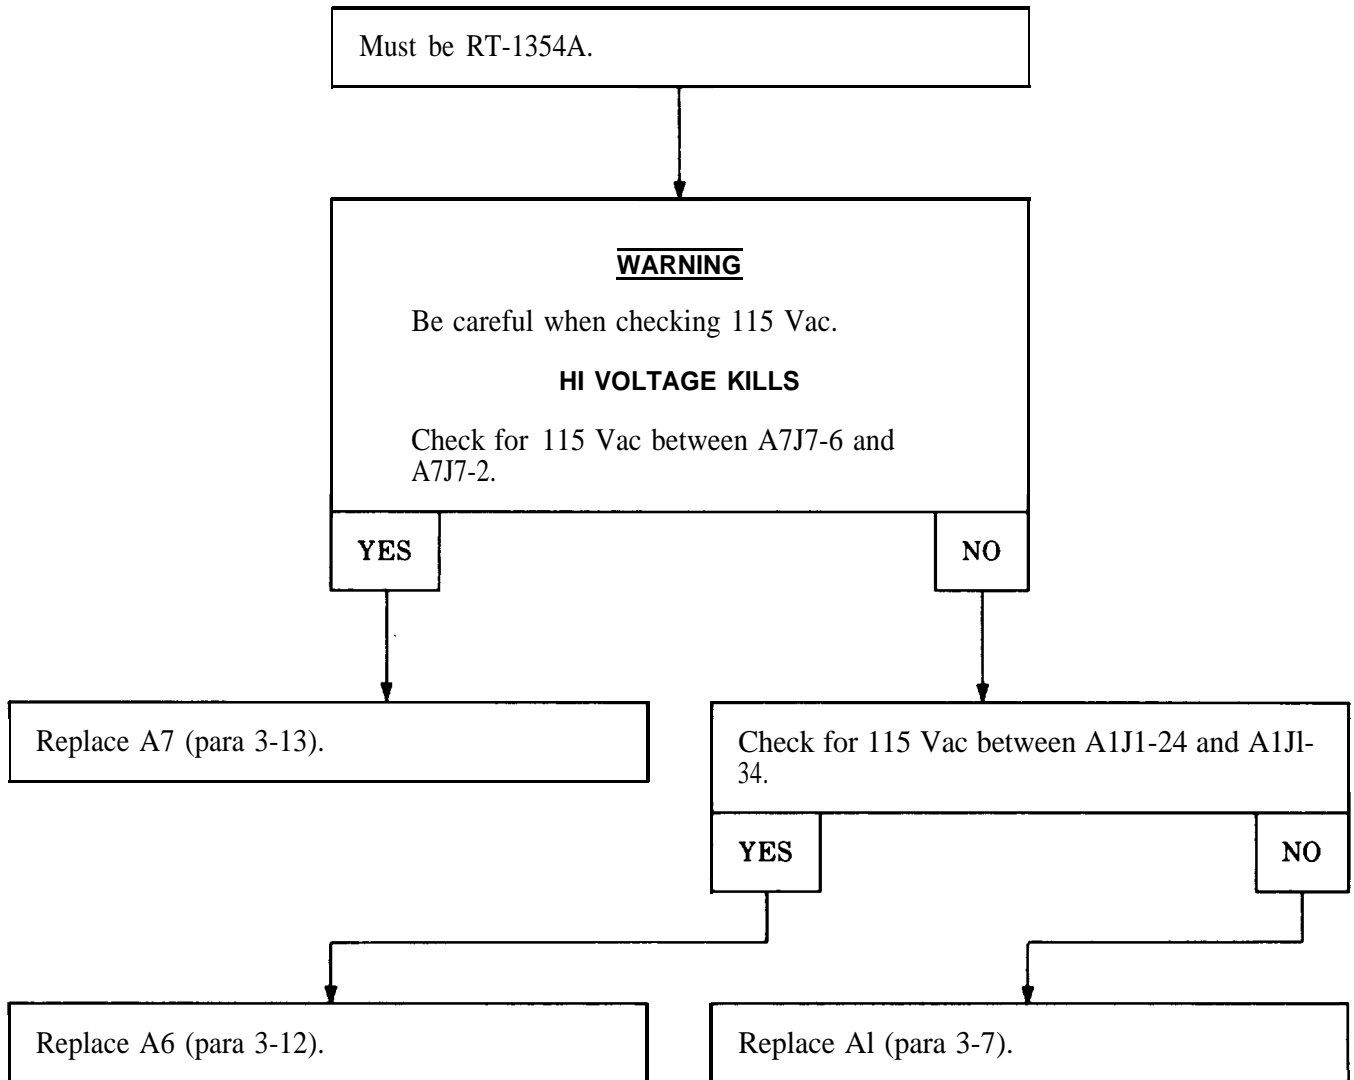 Must be RT-1354A.
WARNING
Be careful when checking 115 Vac.
HI VOLTAGE KILLS
Check for 115 Vac between A7J7-6 and
A7J7-2.
YES
NO
Replace A7 (para 3-13).
Check for 115 Vac between A1J1-24 and A1Jl-
34.
YES
NO
Replace A6 (para 3-12).
Replace Al (para 3-7).